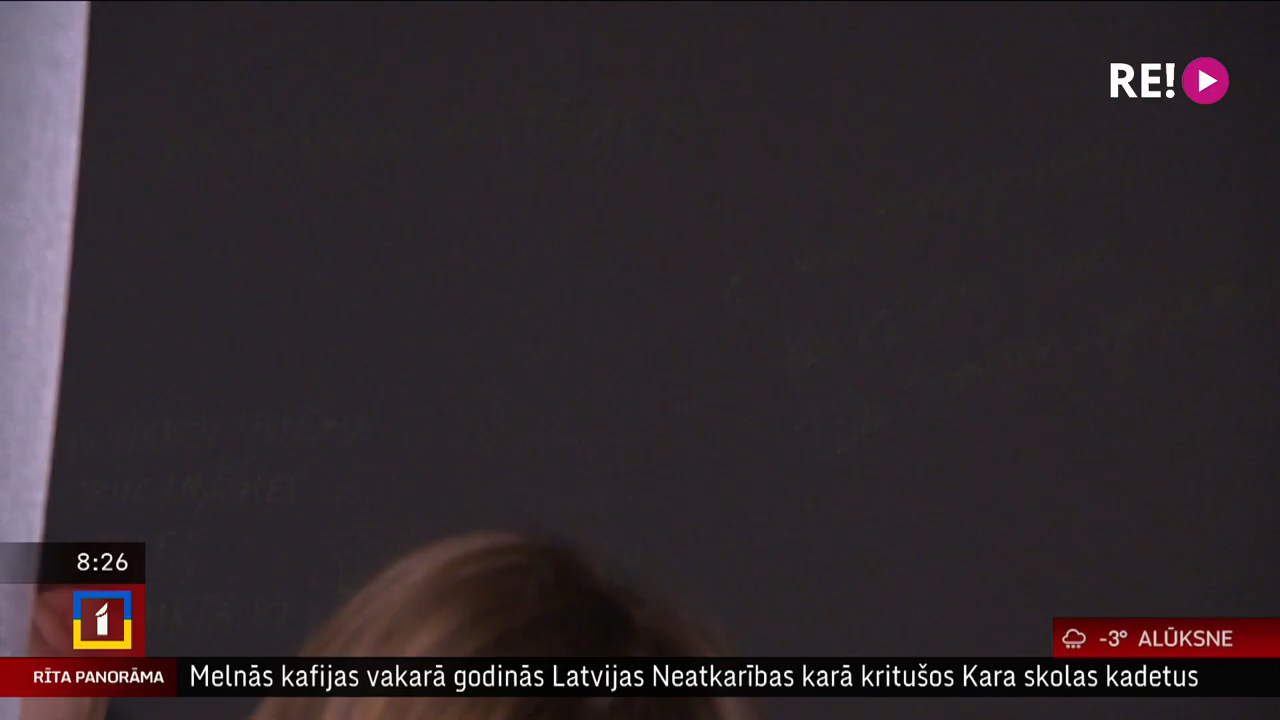 RE!
8:26
1
-3° ALŪKSNE
RĪTA PANORĀMA
Melnās kafijas vakarā godinās Latvijas Neatkarības karā kritušos Kara skolas kadetus